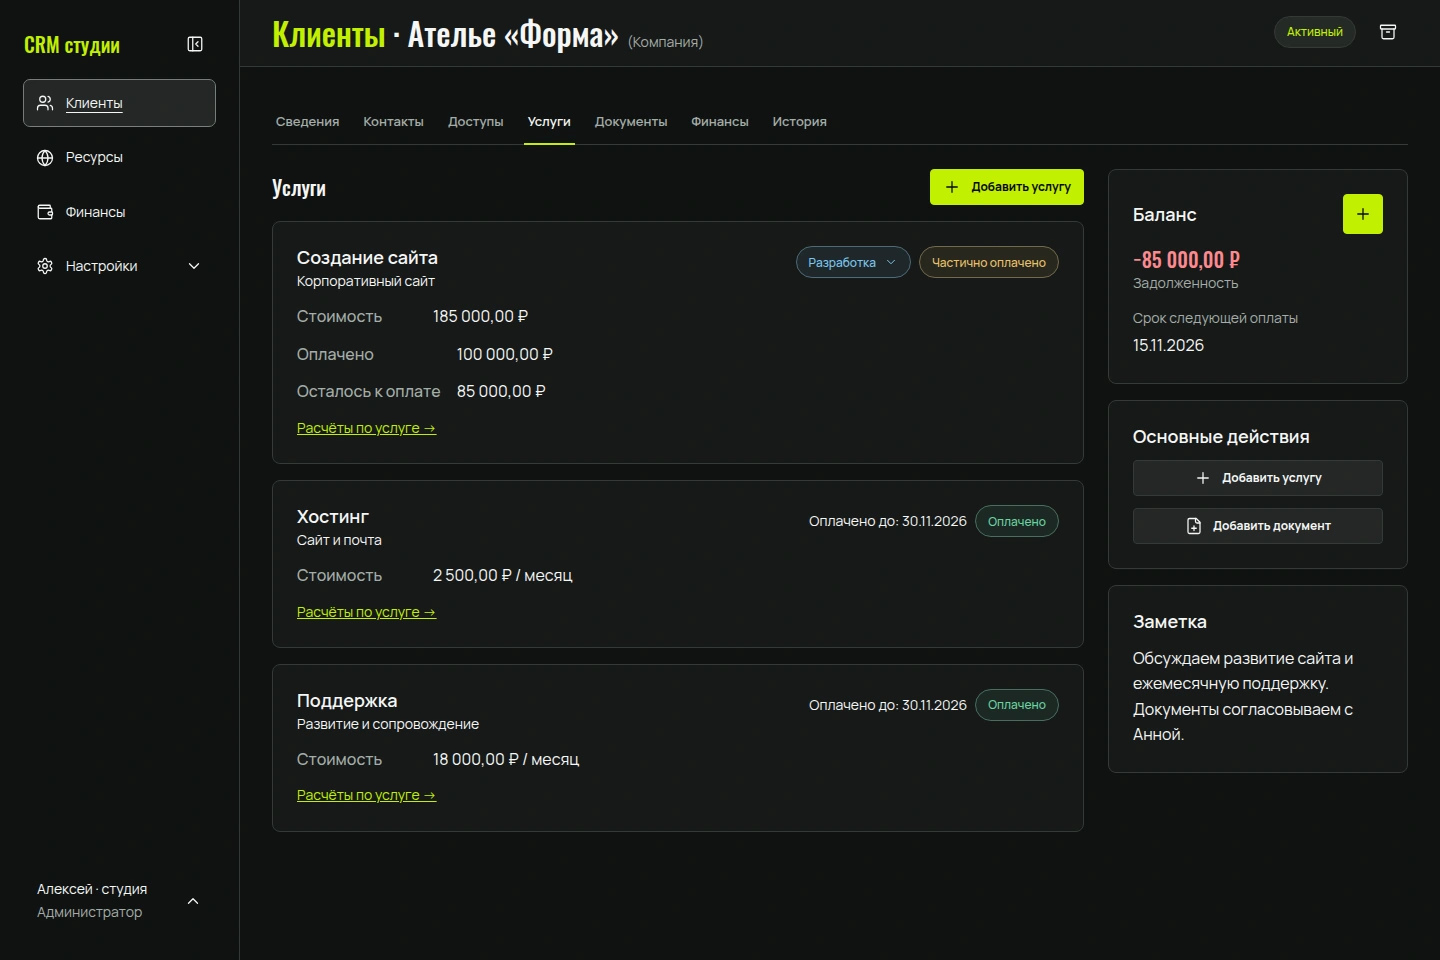 CRM студии
Клиенты
Ресурсы
Финансы
Настройки
Алексей · студия
Администратор
Клиенты · Ателье «Форма» (Компания)
Активный
Сведения Контакты Доступы Услуги Документы Финансы История
Услуги
Добавить услугу
Создание сайта
Корпоративный сайт
Разработка
Частично оплачено
Стоимость 185 000,00 ₽
Оплачено 100 000,00 ₽
Осталось к оплате 85 000,00 ₽
Расчёты по услуге →
Хостинг
Сайт и почта
Оплачено до: 30.11.2026 Оплачено
Стоимость 2 500,00 ₽ / месяц
Расчёты по услуге →
Поддержка
Развитие и сопровождение
Оплачено до: 30.11.2026 Оплачено
Стоимость 18 000,00 ₽ / месяц
Расчёты по услуге →
Баланс
-85 000,00 ₽
Задолженность
Срок следующей оплаты
15.11.2026
Основные действия
Добавить услугу
Добавить документ
Заметка
Обсуждаем развитие сайта и
ежемесячную поддержку.
Документы согласовываем с
Анной.